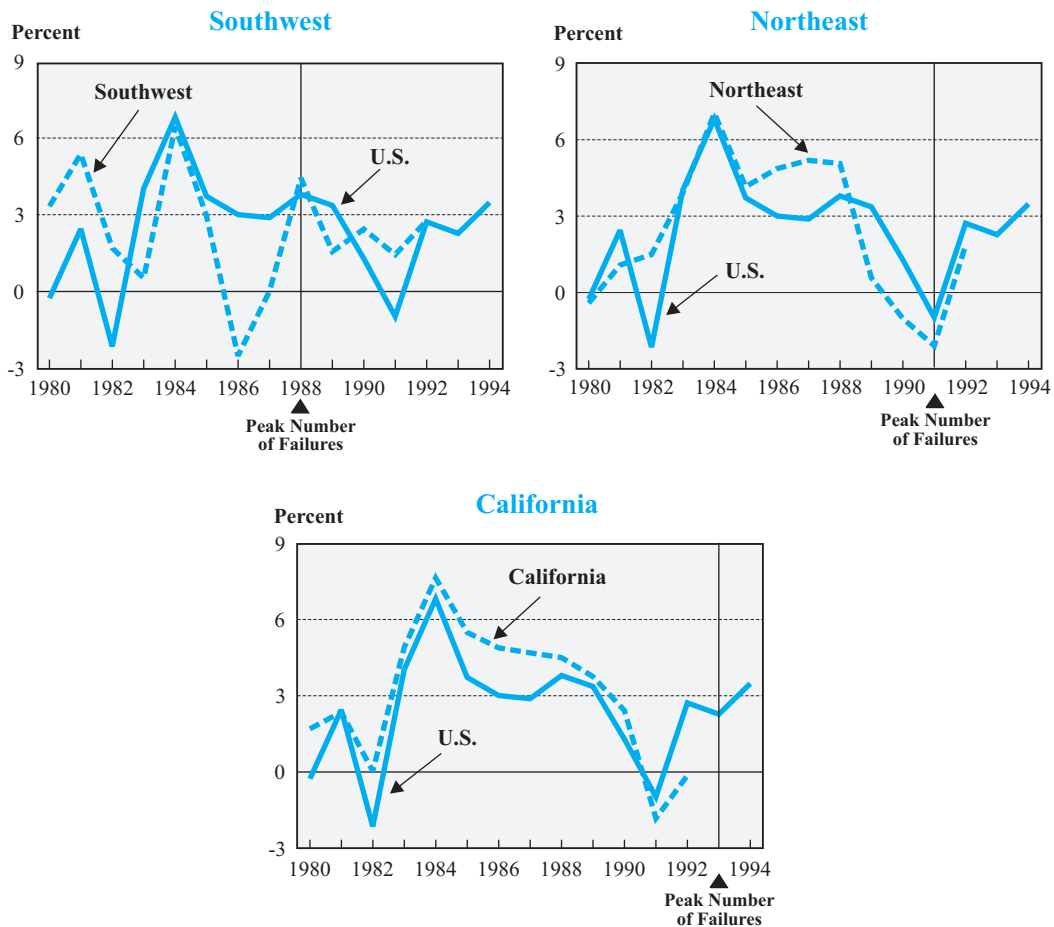 Southwest
Percent
9
6
3
0
-3
Southwest
U.S.
1980 1982 1984 1986 1988 1990 1992 1994
Peak Number
of Failures
Northeast
Percent
9
6
3
0
-3
Northeast
U.S.
1980 1982 1984 1986 1988 1990 1992 1994
Peak Number
of Failures
California
Percent
9
6
3
0
-3
California
U.S.
1980 1982 1984 1986 1988 1990 1992 1994
Peak Number
of Failures